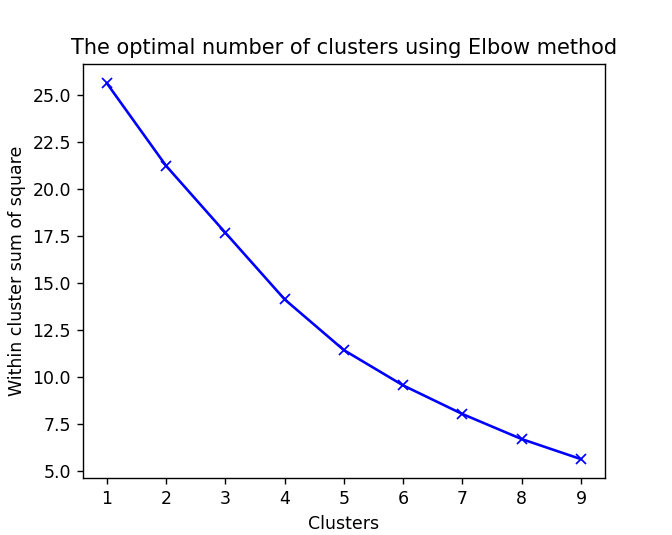 The optimal number of clusters using Elbow method
Within cluster sum of square
25.0
22.5
20.0
17.5
15.0
12.5
10.0
7.5
5.0
1 2 3 4 5 6 7 8 9
Clusters